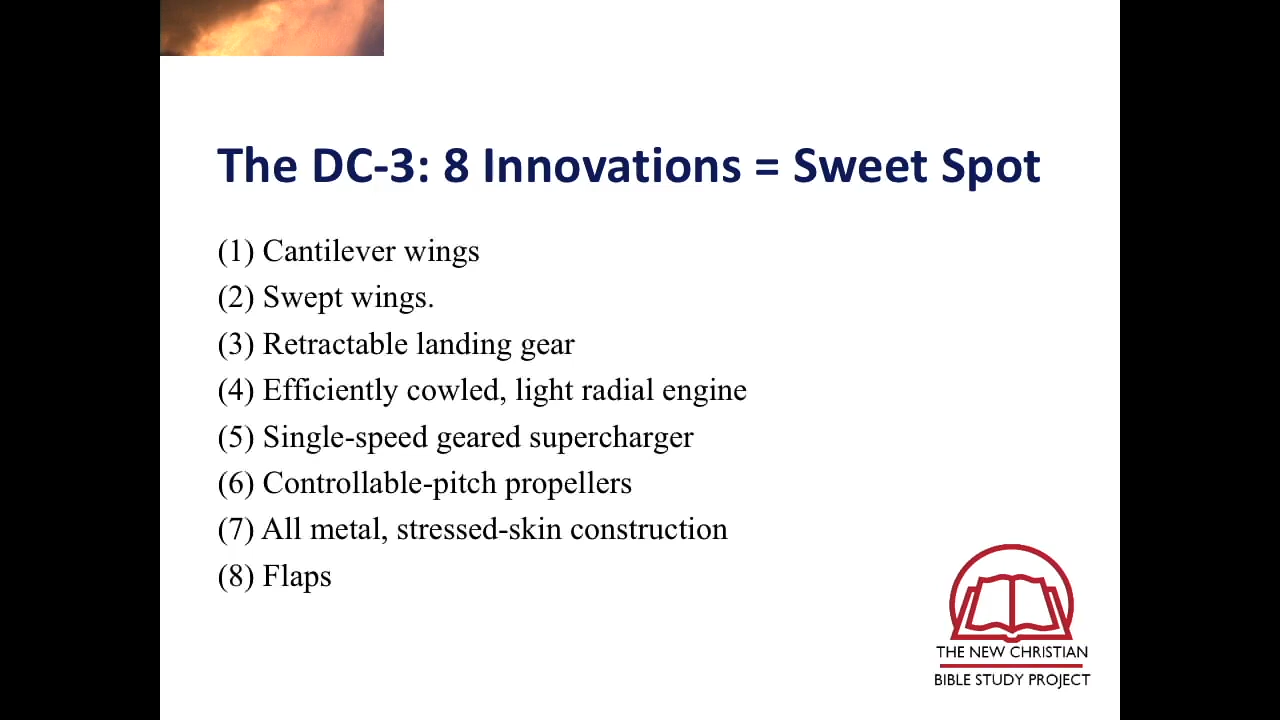 The DC-3: 8 Innovations = Sweet Spot
(1) Cantilever wings
(2) Swept wings.
(3) Retractable landing gear
(4) Efficiently cowled, light radial engine
(5) Single-speed geared supercharger
(6) Controllable-pitch propellers
(7) All metal, stressed-skin construction
(8) Flaps
THE NEW CHRISTIAN
BIBLE STUDY PROJECT